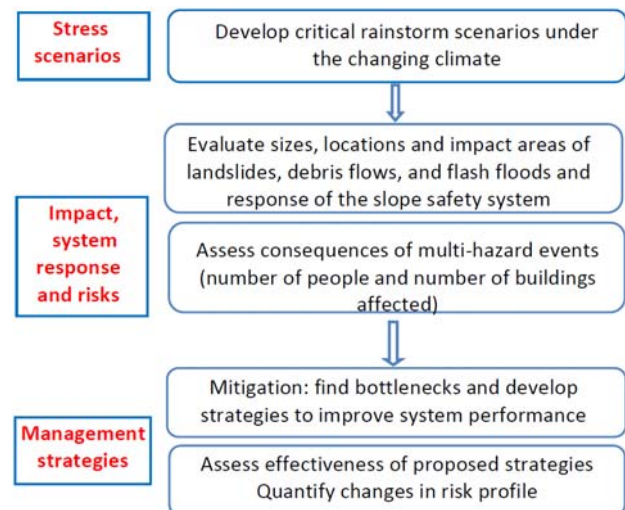 Stress
scenarios
Develop critical rainstorm scenarios under
the changing climate
Impact,
system
response
and risks
Evaluate sizes, locations and impact areas of
landslides, debris flows, and flash floods and
response of the slope safety system
Assess consequences of multi-hazard events
(number of people and number of buildings
affected)
Management
strategies
Mitigation: find bottlenecks and develop
strategies to improve system performance
Assess effectiveness of proposed strategies
Quantify changes in risk profile